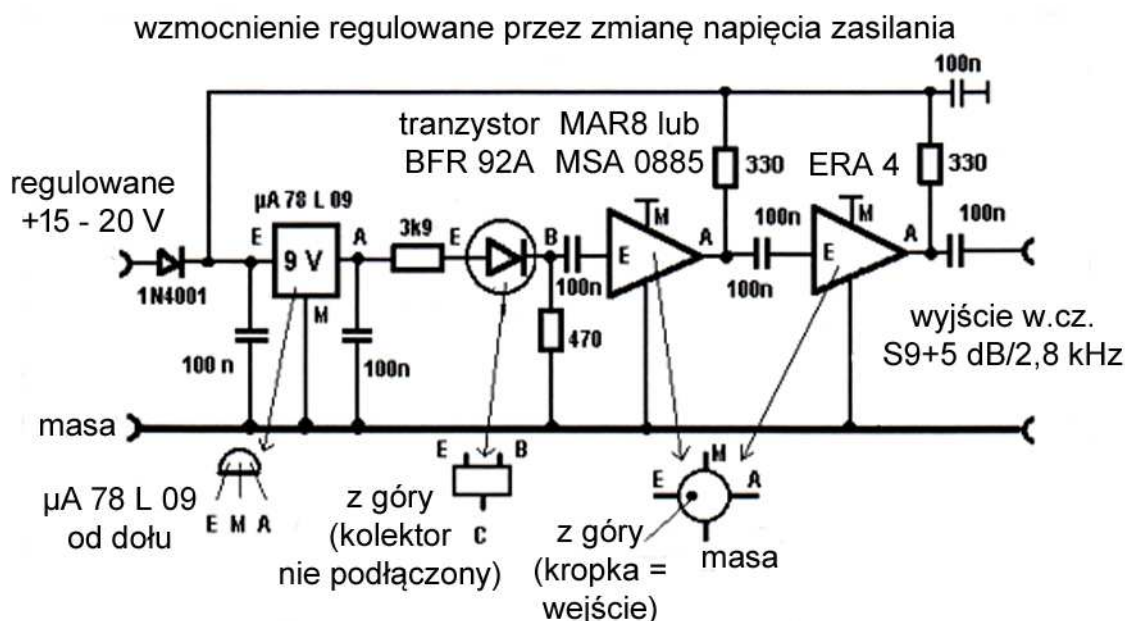 wzmocnienie regulowane przez zmianę napięcia zasilania
100n
tranzystor MAR8 lub
BFR 92A MSA 0885
330
ERA 4
330
regulowane
+15 - 20 V
µA 78 L 09
E
9 V
A
M
1N4001
3k9
E
B
100n
E
M
A
100n
E
M
A
100n
100 n
100n
470
wyjście w.cz.
S9+5 dB/2,8 kHz
masa
µA 78 L 09
od dołu
E M A
E B
C
z góry
(kolektor
nie podłączony)
M
E
A
masa
z góry
(kropka =
wejście)